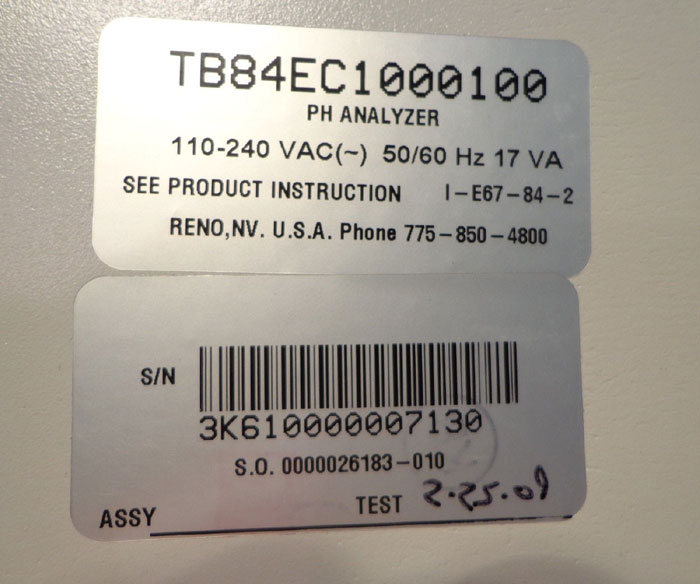 TB84EC1000100
PH ANALYZER
110-240 VAC(~) 50/60 Hz 17 VA
SEE PRODUCT INSTRUCTION I-E67-84-2
RENO,NV. U.S.A. Phone 775-850-4800
S/N
3K610000007130
S.O. 0000026183-010
TEST 2.25.09
ASSY